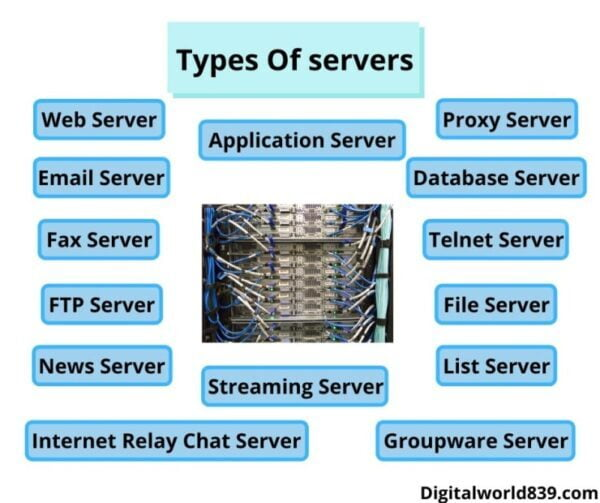 Types Of servers
Web Server
Application Server
Proxy Server
Email Server
Database Server
Fax Server
Telnet Server
FTP Server
File Server
News Server
Streaming Server
List Server
Internet Relay Chat Server
Groupware Server
Digitalworld839.com